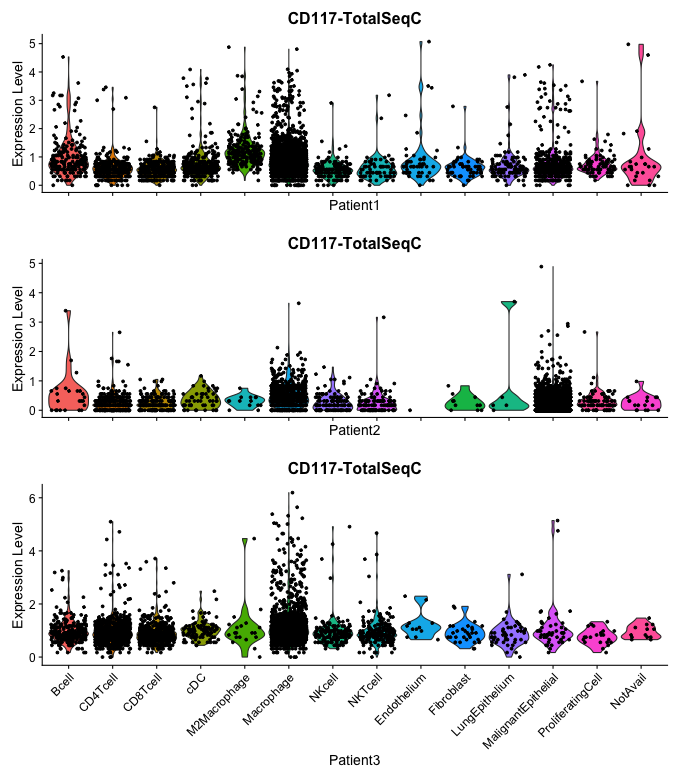 CD117-TotalSeqC
Expression Level
5
4
3
2
1
0
Patient1
CD117-TotalSeqC
Expression Level
5
4
3
2
1
0
Patient2
CD117-TotalSeqC
Expression Level
6
4
2
0
Bcell
CD4Tcell
CD8Tcell
cDC
M2Macrophage
Macrophage
NKcell
NKTcell
Endothelium
Fibroblast
LungEpithelium
MalignantEpithelial
ProliferatingCell
NotAvail
Patient3